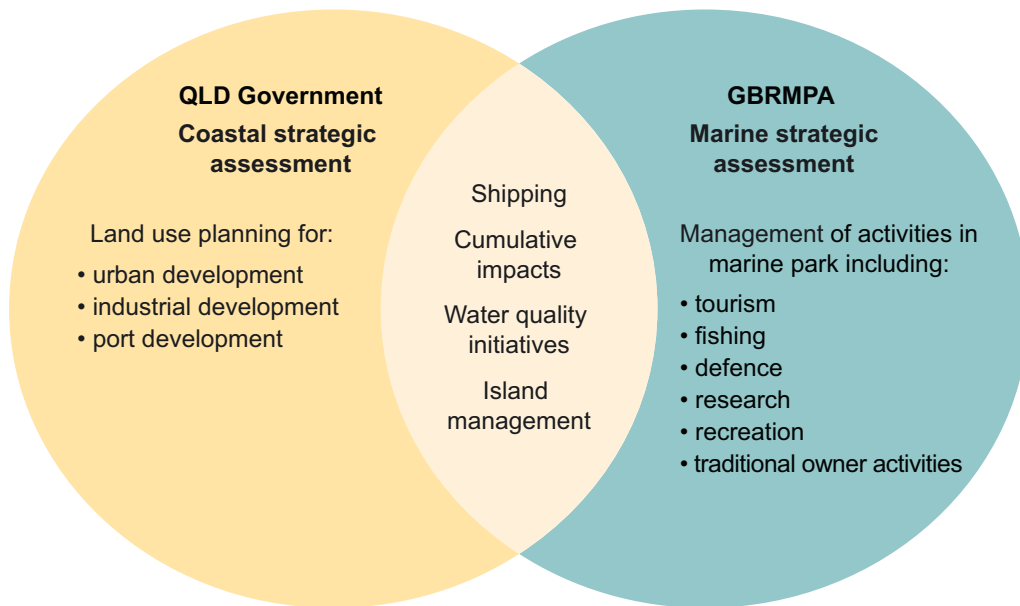 QLD Government
Coastal strategic
assessment
Land use planning for:
• urban development
• industrial development
• port development
Shipping
Cumulative
impacts
Water quality
initiatives
Island
management
GBRMPA
Marine strategic
assessment
Management of activities in
marine park including:
• tourism
• fishing
• defence
• research
• recreation
• traditional owner activities